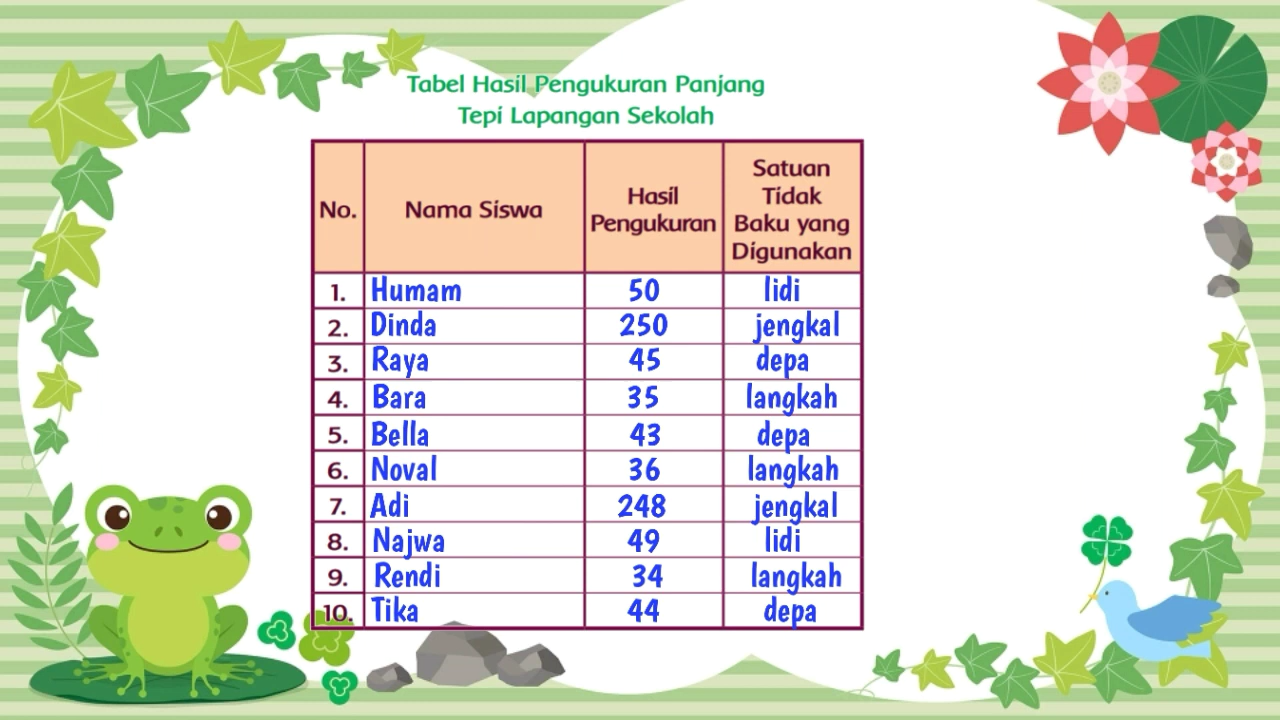 Tabel Hasil Pengukuran Panjang
Tepi Lapangan Sekolah
No. Nama Siswa Hasil Pengukuran Satuan Tidak Baku yang Digunakan
1. Humam 50 lidi
2. Dinda 250 jengkal
3. Raya 45 depa
4. Bara 35 langkah
5. Bella 43 depa
6. Noval 36 langkah
7. Adi 248 jengkal
8. Najwa 49 lidi
9. Rendi 34 langkah
10. Tika 44 depa